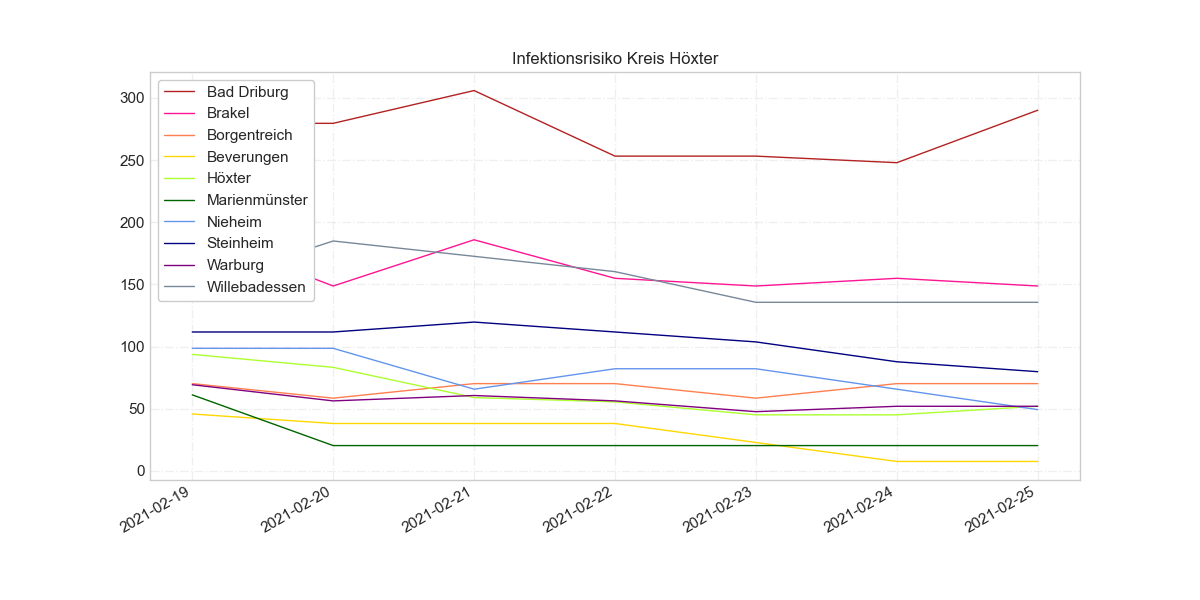 Infektionsrisiko Kreis Höxter
Bad Driburg
Brakel
Borgentreich
Beverungen
Höxter
Marienmünster
Nieheim
Steinheim
Warburg
Willebadessen
300
250
200
150
100
50
0
2021-02-19
2021-02-20
2021-02-21
2021-02-22
2021-02-23
2021-02-24
2021-02-25